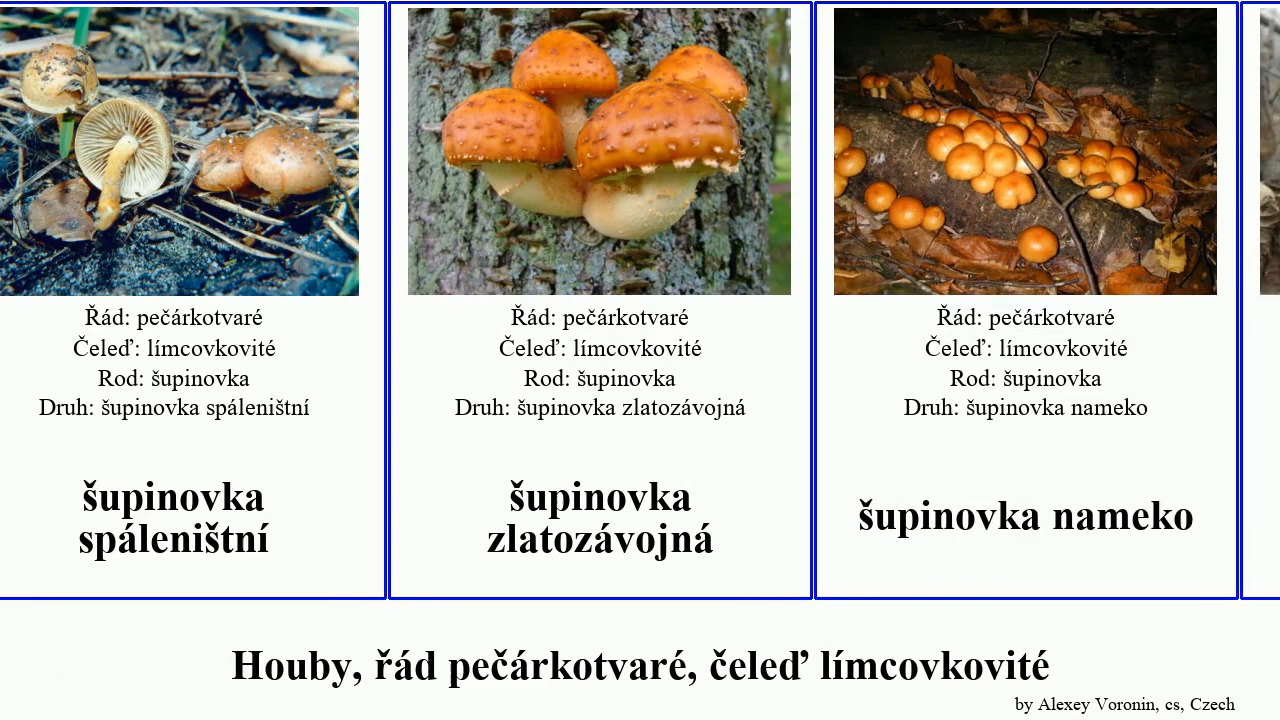 Řád: pečárkotvaré
Čeleď: límcovkovité
Rod: šupinovka
Druh: šupinovka spáleništní
šupinovka
spáleništní
Řád: pečárkotvaré
Čeleď: límcovkovité
Rod: šupinovka
Druh: šupinovka zlatozávojná
šupinovka
zlatozávojná
Řád: pečárkotvaré
Čeleď: límcovkovité
Rod: šupinovka
Druh: šupinovka nameko
šupinovka nameko
Houby, řád pečárkotvaré, čeleď límcovkovité
by Alexey Voronin, cs, Czech